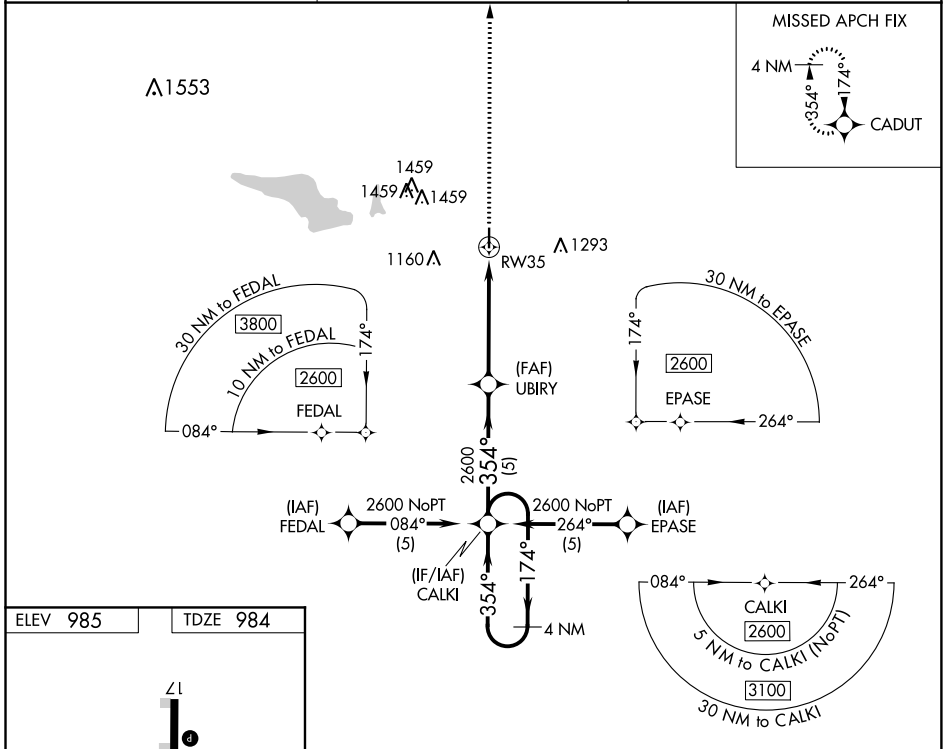 MISSED APCH FIX
4 NM
354°
174°
CADUT
1553
1459
1459
1459
1160
RW35
1293
30 NM to FEDAL
3800
10 NM to FEDAL
2600
FEDAL
174°
084°
30 NM to EPASE
174°
2600
EPASE
264°
(FAF)
UBIRY
2600
354°
(5)
(IAF)
FEDAL
2600 NoPT
084°
(5)
2600 NoPT
264°
(5)
(IAF)
EPASE
(IF/IAF)
CALKI
354°
174°
4 NM
084°
264°
CALKI
2600
5 NM to CALKI (NoPT)
3100
30 NM to CALKI
ELEV 985
TDZE 984
17
P